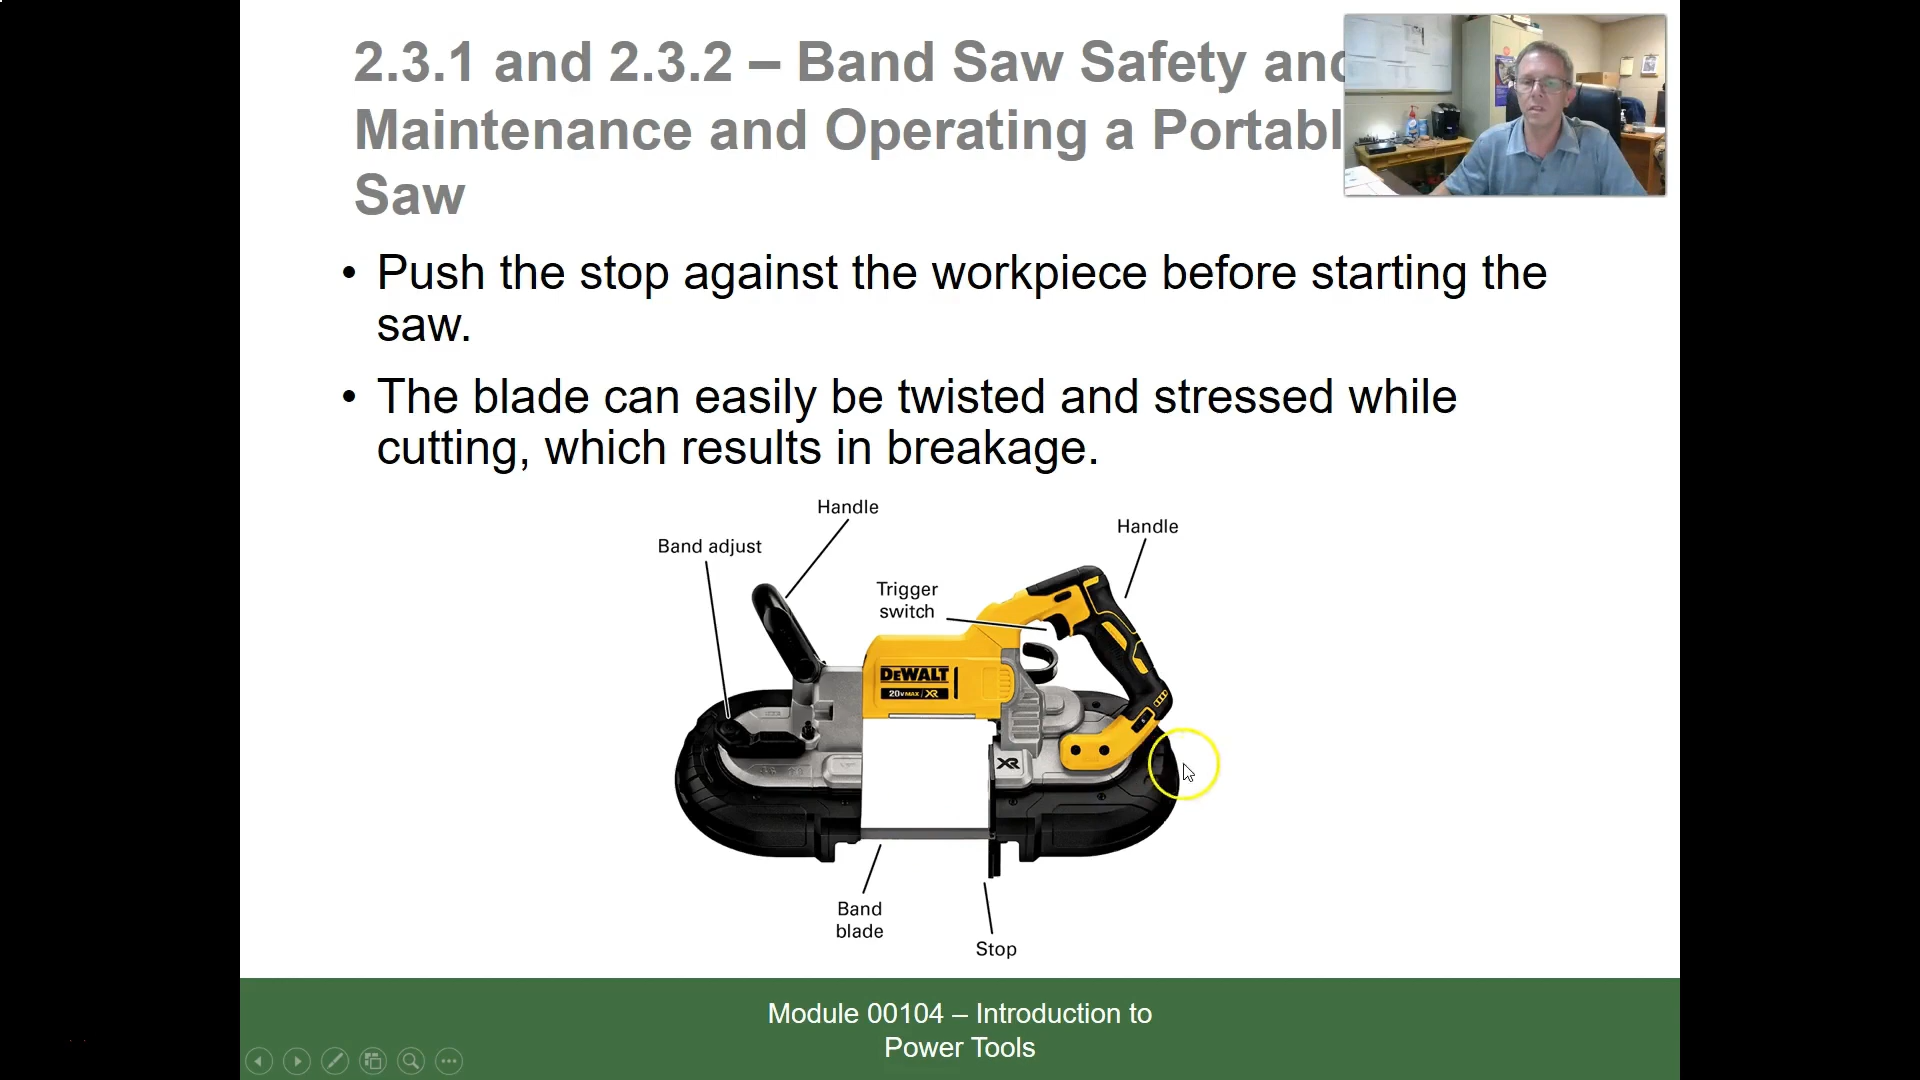 2.3.1 and 2.3.2 – Band Saw Safety and
Maintenance and Operating a Portabl
Saw
• Push the stop against the workpiece before starting the
saw.
• The blade can easily be twisted and stressed while
cutting, which results in breakage.
Handle
Handle
Band adjust
Trigger
switch
DEWALT
20V MAX XR
XR
Band
blade
Stop
Module 00104 – Introduction to
Power Tools